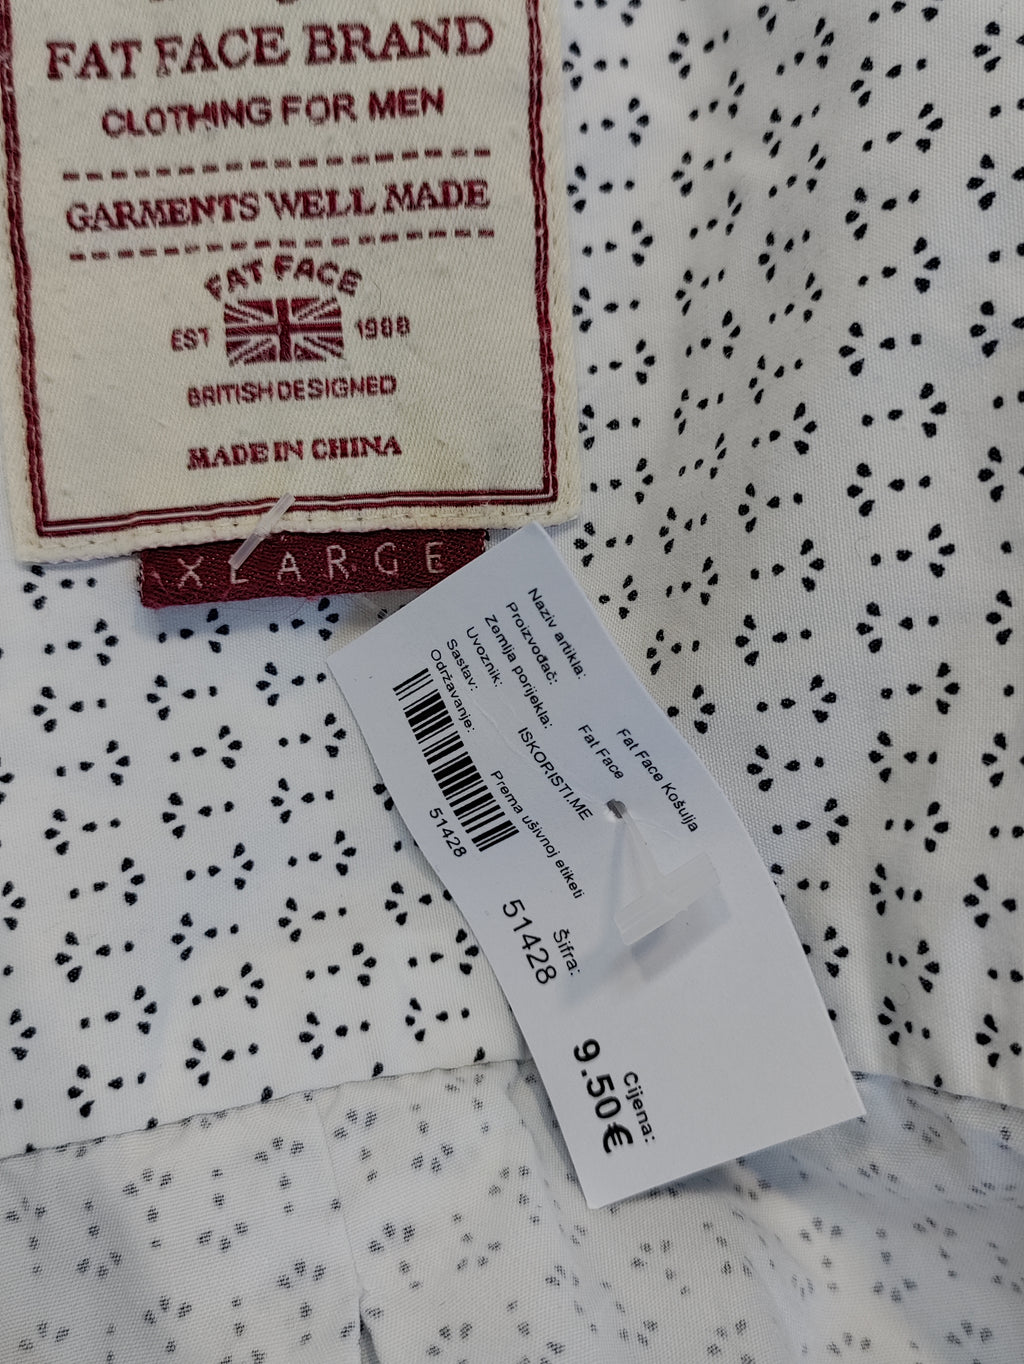 FAT FACE BRAND
CLOTHING FOR MEN
GARMENTS WELL MADE
FAT FACE
EST 1988
BRITISH DESIGNED
MADE IN CHINA
XLARGE
Naziv artikla: Fat Face Košulja
Proizvođač: Fat Face
Zemlja porijekla:
Uvoznik: ISKORISTI.ME
Sastav:
Održavanje: Prema ušivnoj etiketi
51428
Šifra:
51428
Cijena:
9.50€